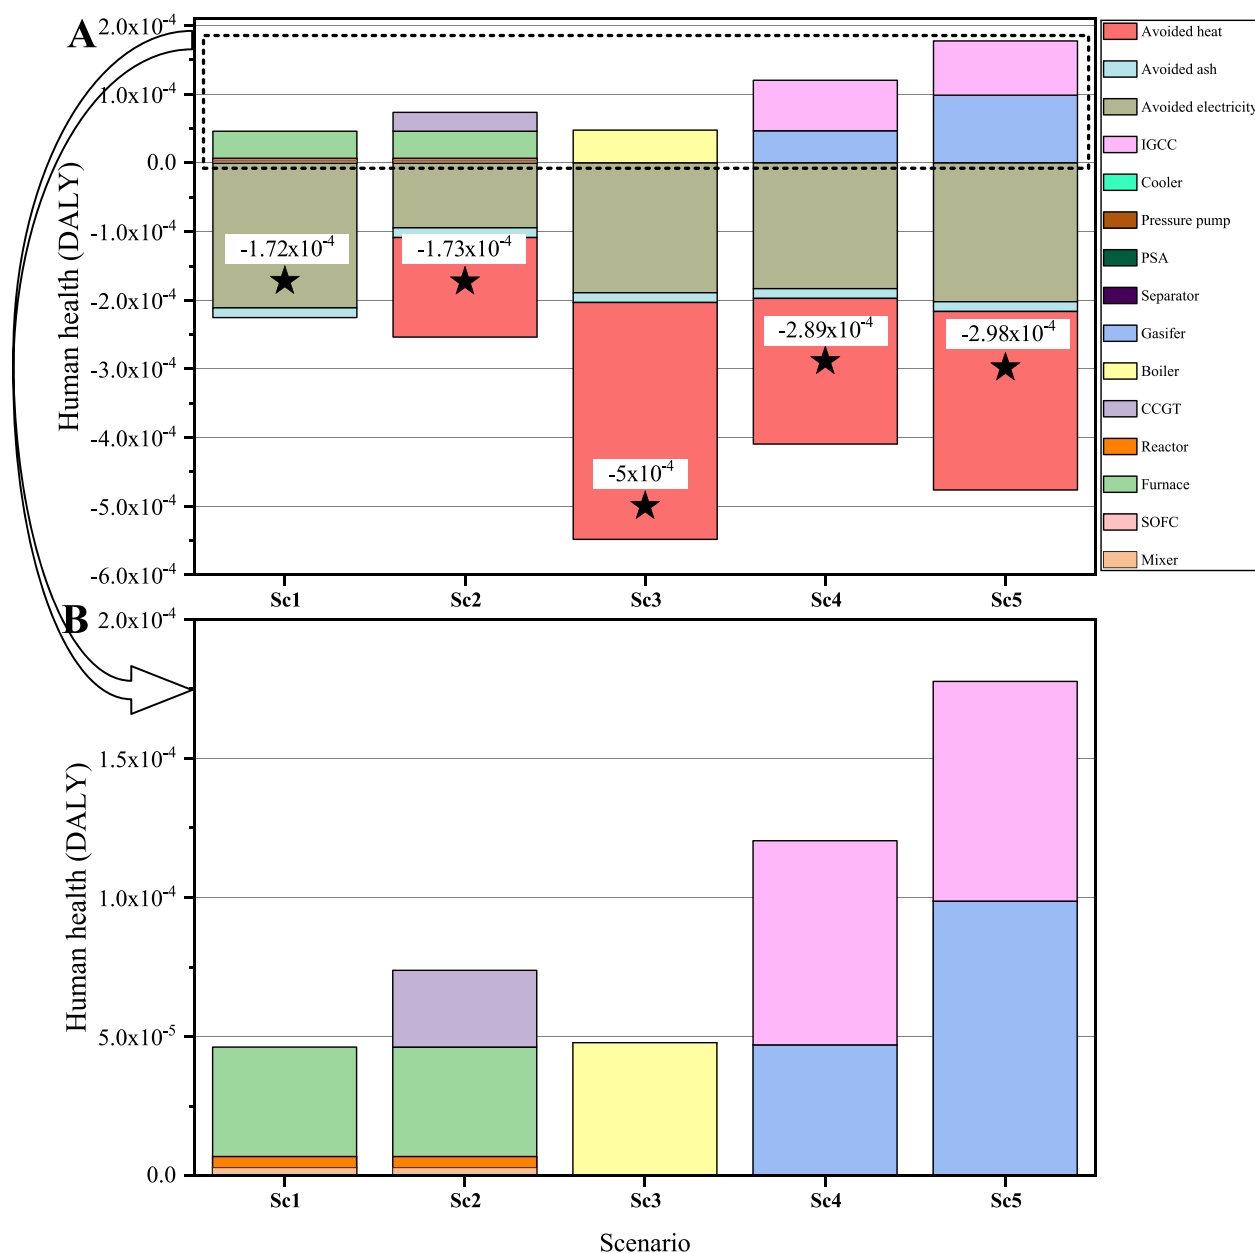 A
Human health (DALY)
2.0x10⁻⁴
1.0x10⁻⁴
0.0
-1.0x10⁻⁴
-2.0x10⁻⁴
-3.0x10⁻⁴
-4.0x10⁻⁴
-5.0x10⁻⁴
-6.0x10⁻⁴
-1.72x10⁻⁴
-1.73x10⁻⁴
-5x10⁻⁴
-2.89x10⁻⁴
-2.98x10⁻⁴
Sc1 Sc2 Sc3 Sc4 Sc5
Avoided heat
Avoided ash
Avoided electricity
IGCC
Cooler
Pressure pump
PSA
Separator
Gasifer
Boiler
CCGT
Reactor
Furnace
SOFC
Mixer
B
Human health (DALY)
2.0x10⁻⁴
1.5x10⁻⁴
1.0x10⁻⁴
5.0x10⁻⁵
0.0
Sc1 Sc2 Sc3 Sc4 Sc5
Scenario